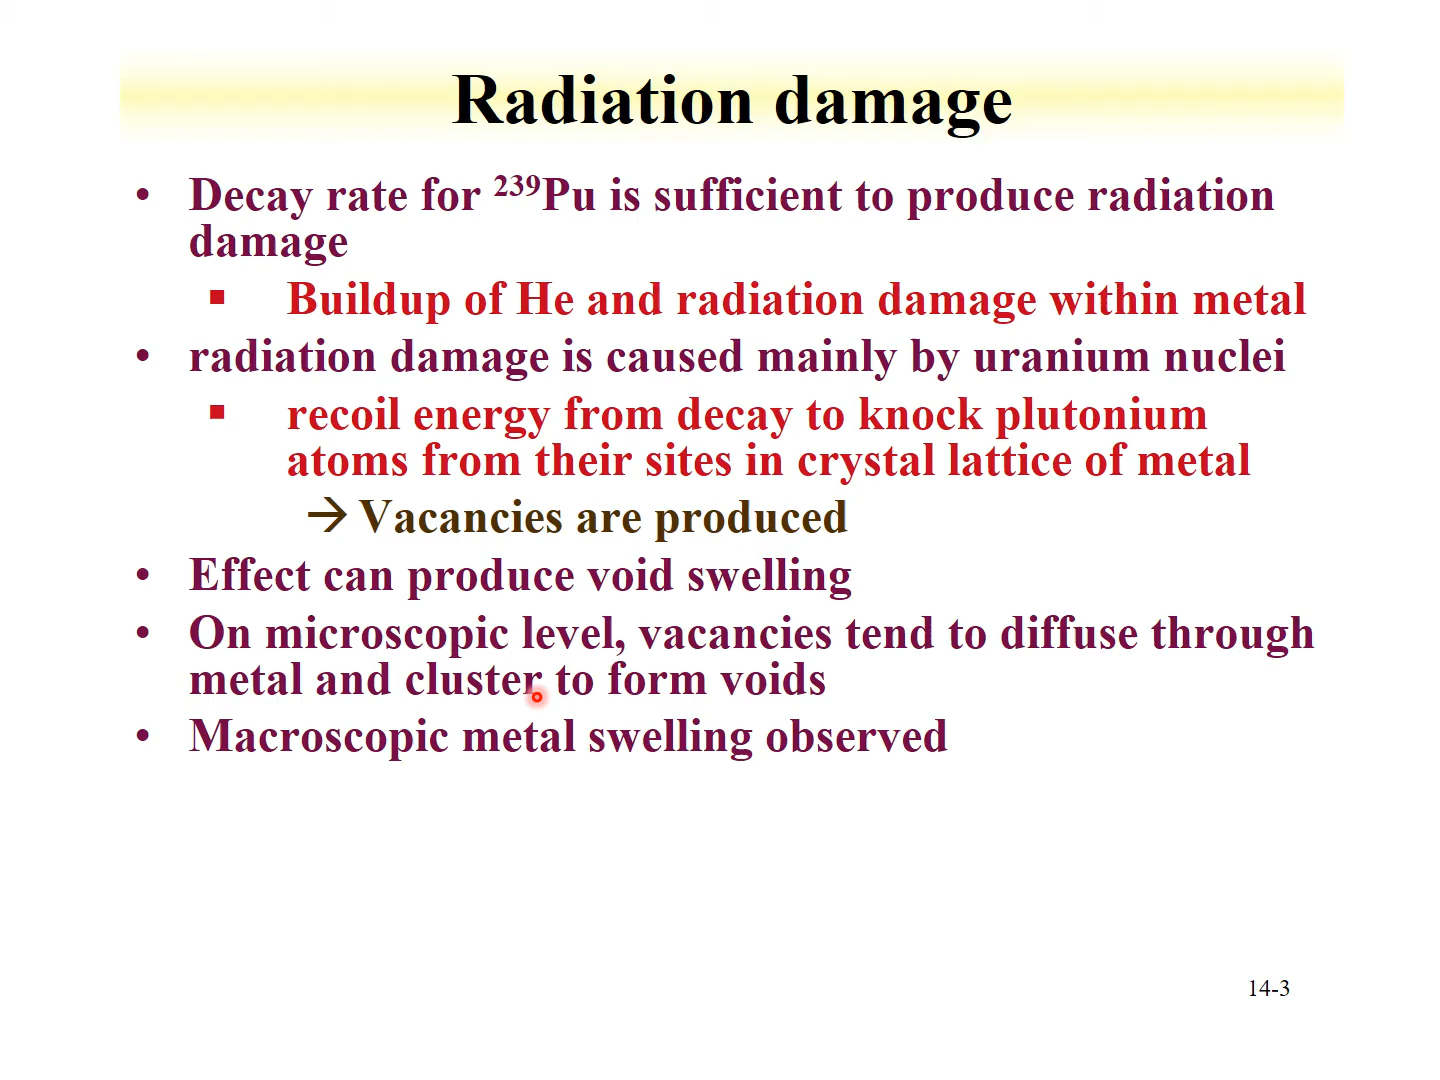 Radiation damage
• Decay rate for ²³⁹Pu is sufficient to produce radiation
damage
▪ Buildup of He and radiation damage within metal
• radiation damage is caused mainly by uranium nuclei
▪ recoil energy from decay to knock plutonium
atoms from their sites in crystal lattice of metal
→ Vacancies are produced
• Effect can produce void swelling
• On microscopic level, vacancies tend to diffuse through
metal and cluster to form voids
• Macroscopic metal swelling observed
14-3